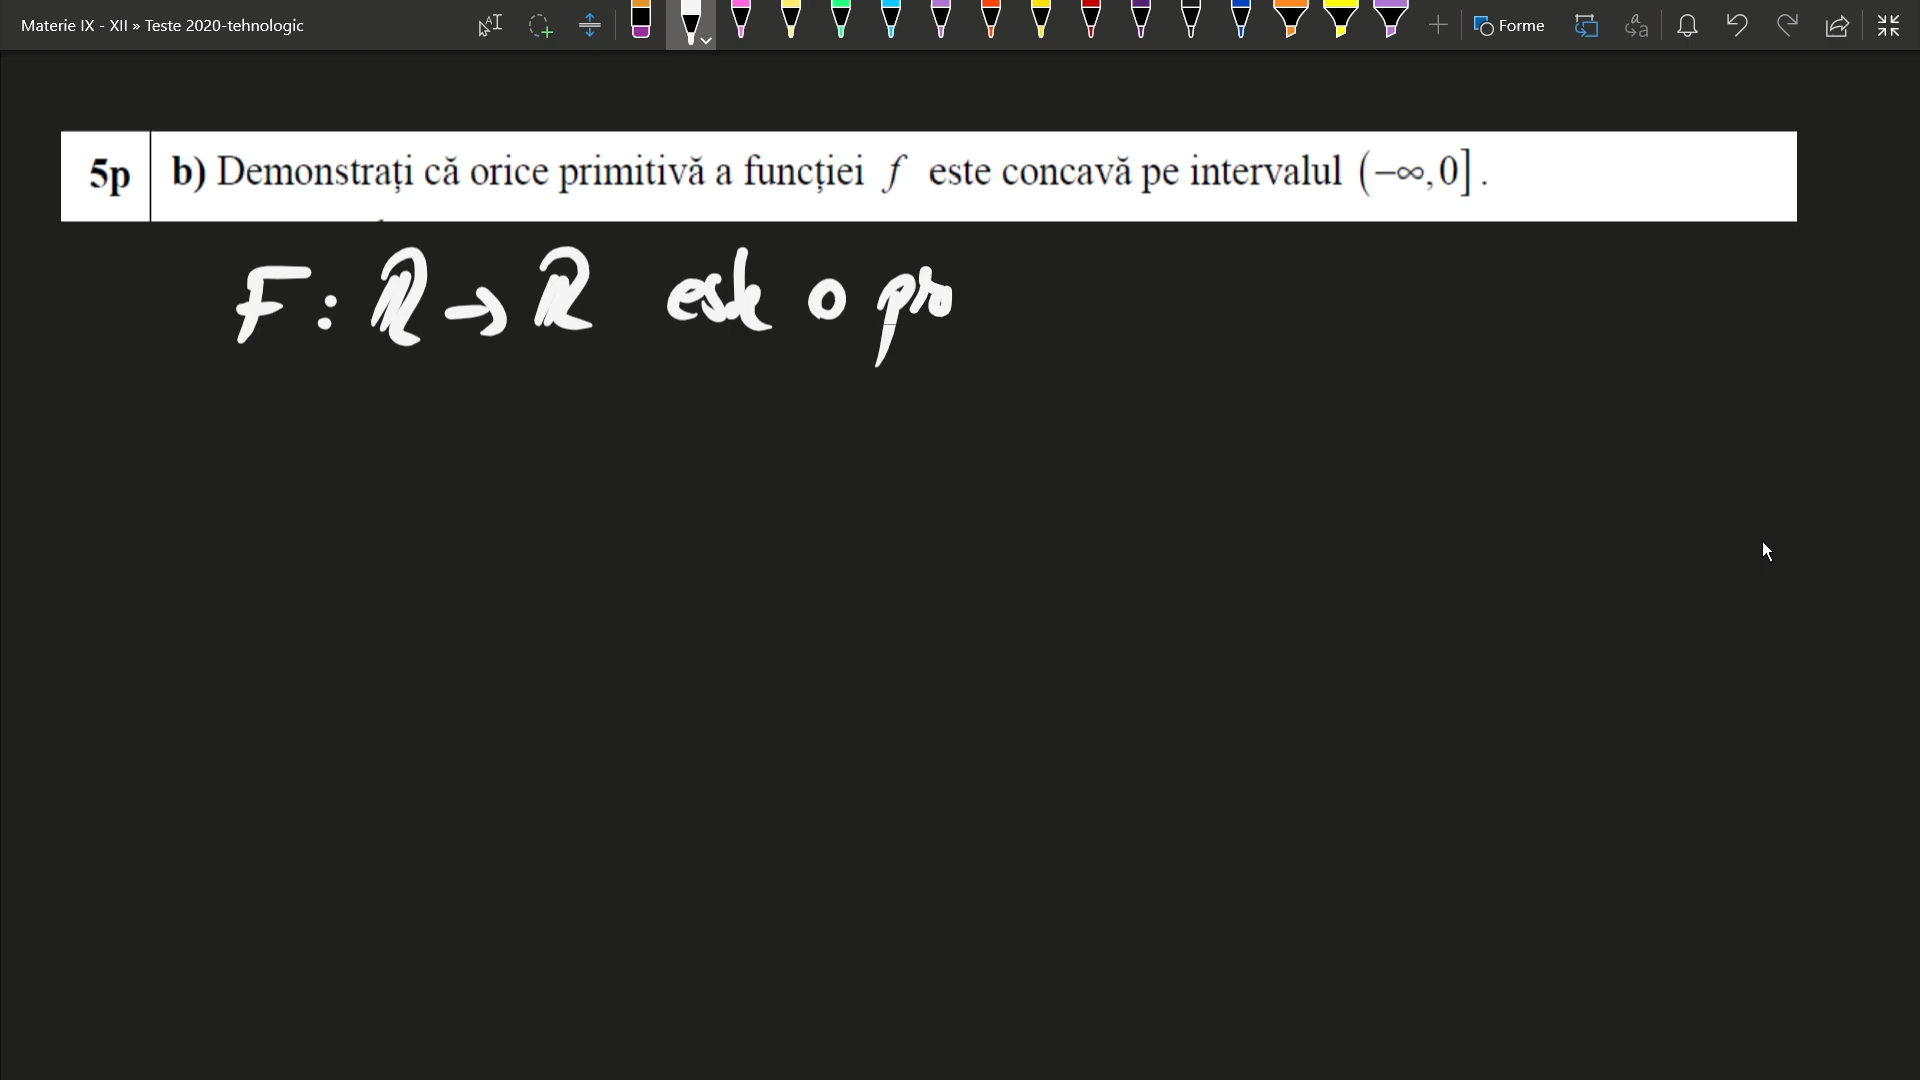 Materie IX - XII » Teste 2020-tehnologic
Forme
5p b) Demonstrați că orice primitivă a funcției f este concavă pe intervalul (−∞,0].
F: ℝ → ℝ este o pr